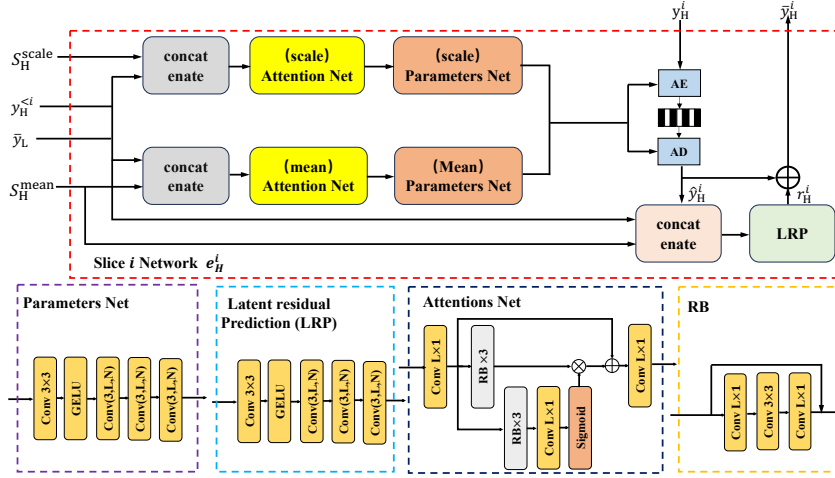 y_H^i
ȳ_H^i
S_H^scale
concat
enate
(scale)
Attention Net
(scale)
Parameters Net
AE
y_H^{<i}
ȳ_L
S_H^mean
concat
enate
(mean)
Attention Net
(Mean)
Parameters Net
AD
ŷ_H^i
r_H^i
concat
enate
LRP
Slice i Network e_H^i
Parameters Net
Conv 3×3
GELU
Conv(3,L,N)
Conv(3,L,N)
Conv(3,L,N)
Latent residual
Prediction (LRP)
Conv 3×3
GELU
Conv(3,L,N)
Conv(3,L,N)
Conv(3,L,N)
Attentions Net
Conv L×1
RB ×3
RB×3
Conv L×1
Sigmoid
Conv L×1
RB
Conv L×1
Conv 3×3
Conv L×1